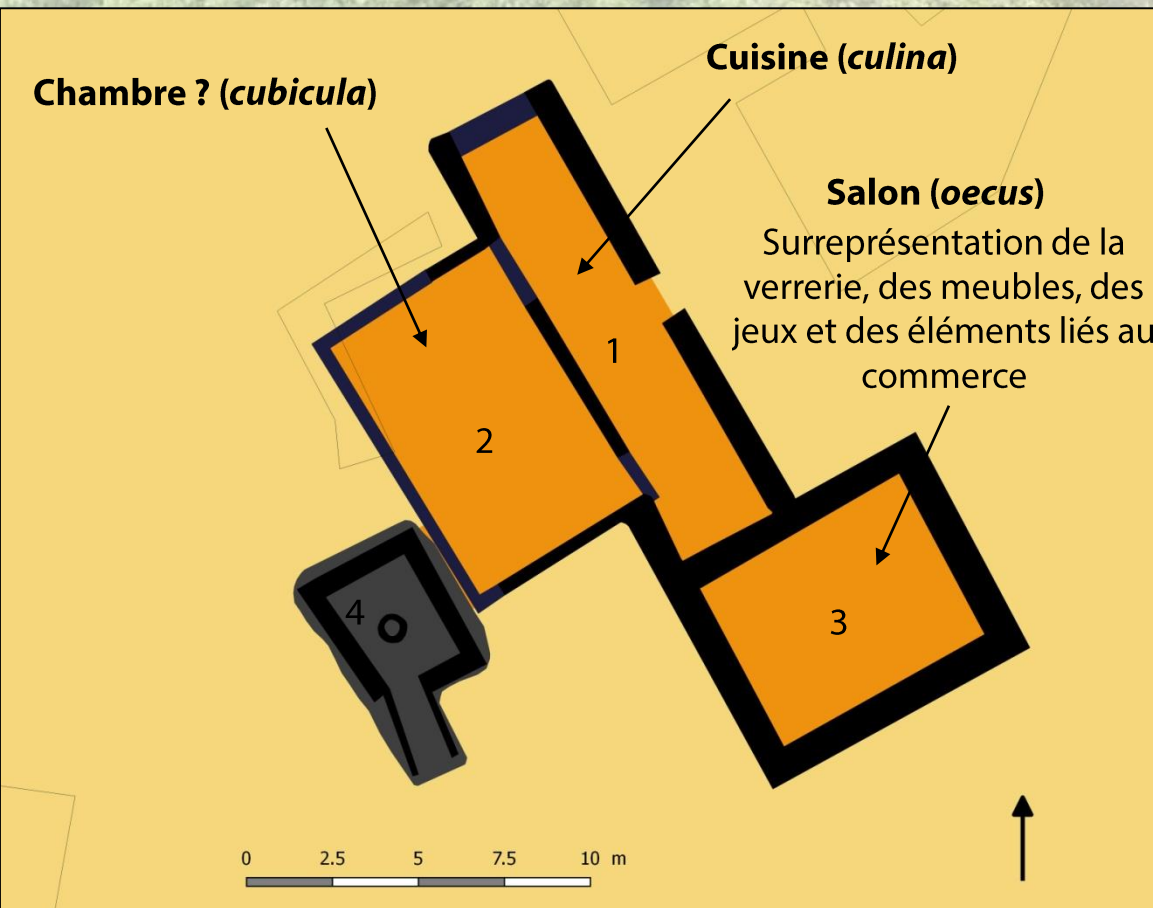 Chambre ? (cubicula)
Cuisine (culina)
Salon (oecus)
Surreprésentation de la
verrerie, des meubles, des
jeux et des éléments liés au
commerce
1
2
3
4
0 2.5 5 7.5 10 m